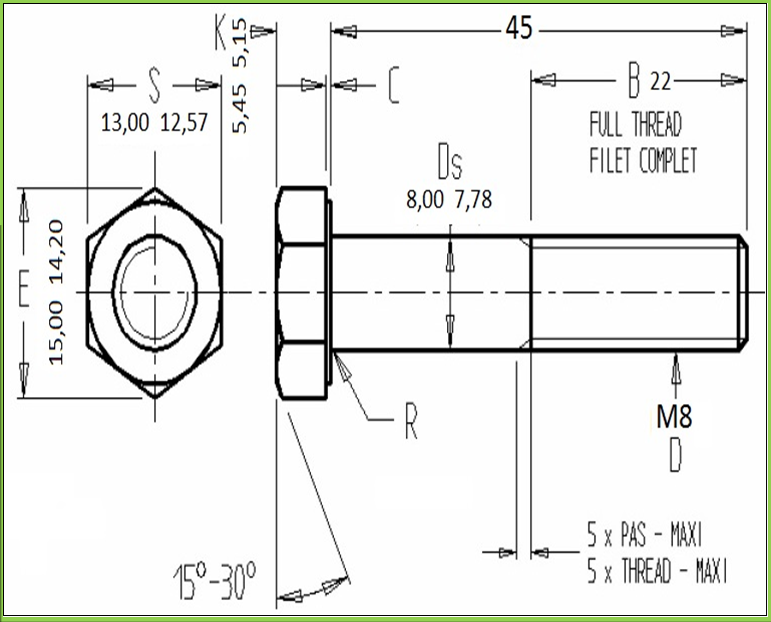 K
5,45 5,15
45
S
13,00 12,57
C
B 22
FULL THREAD
FILET COMPLET
Ds
8,00 7,78
E
15,00 14,20
R
M8
D
5 x PAS - MAXI
5 x THREAD - MAXI
15°-30°